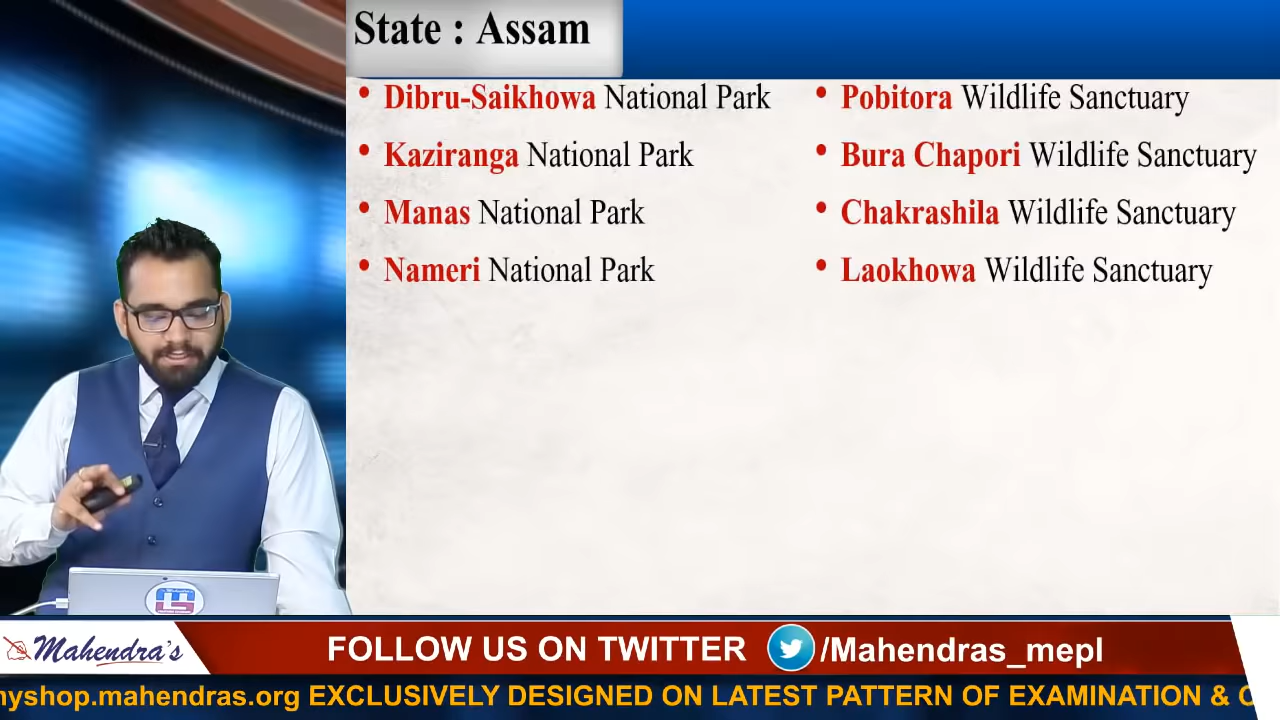 State : Assam
• Dibru-Saikhowa National Park
• Kaziranga National Park
• Manas National Park
• Nameri National Park
• Pobitora Wildlife Sanctuary
• Bura Chapori Wildlife Sanctuary
• Chakrashila Wildlife Sanctuary
• Laokhowa Wildlife Sanctuary
Mahendra's
FOLLOW US ON TWITTER /Mahendras_mepl
myshop.mahendras.org EXCLUSIVELY DESIGNED ON LATEST PATTERN OF EXAMINATION &